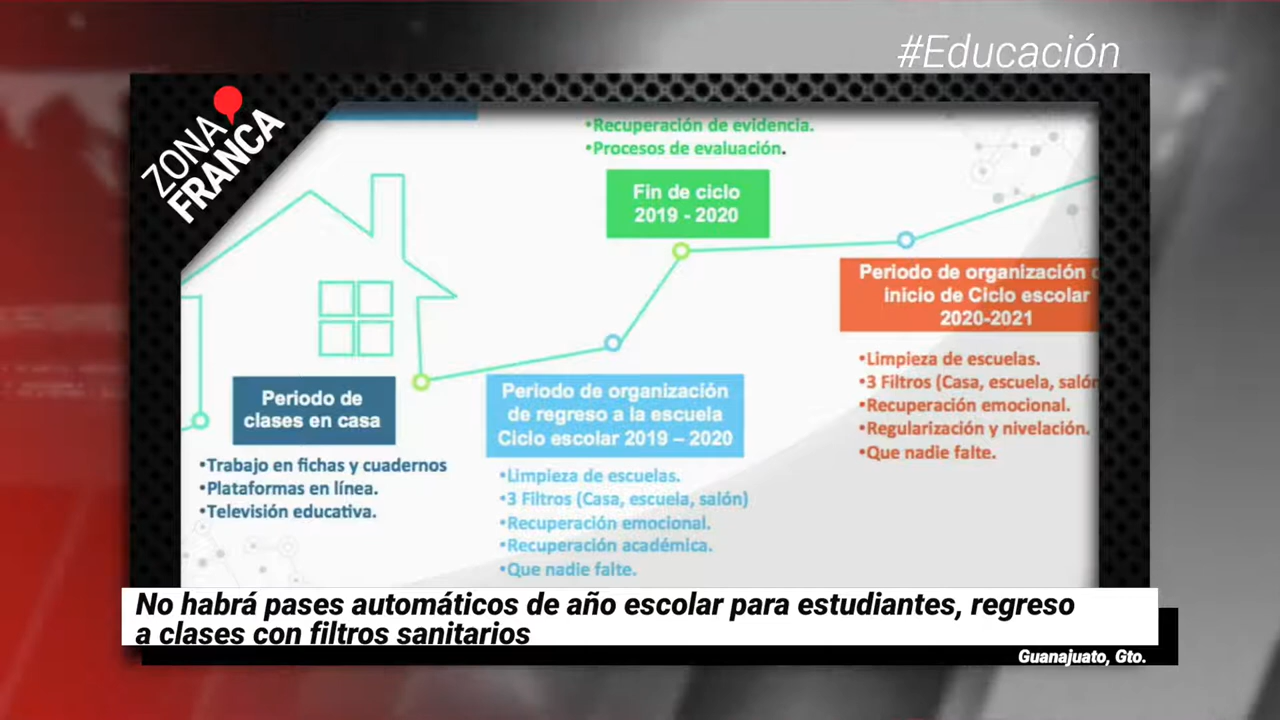 #Educación
ZONA
FRANCA
•Recuperación de evidencia.
•Procesos de evaluación.
Fin de ciclo
2019 - 2020
Periodo de organización
inicio de Ciclo escolar
2020-2021
•Limpieza de escuelas.
•3 Filtros (Casa, escuela, salón
•Recuperación emocional.
•Regularización y nivelación.
•Que nadie falte.
Periodo de
clases en casa
•Trabajo en fichas y cuadernos
•Plataformas en línea.
•Televisión educativa.
Periodo de organización
de regreso a la escuela
Ciclo escolar 2019 – 2020
•Limpieza de escuelas.
•3 Filtros (Casa, escuela, salón)
•Recuperación emocional.
•Recuperación académica.
•Que nadie falte.
No habrá pases automáticos de año escolar para estudiantes, regreso
a clases con filtros sanitarios
Guanajuato, Gto.